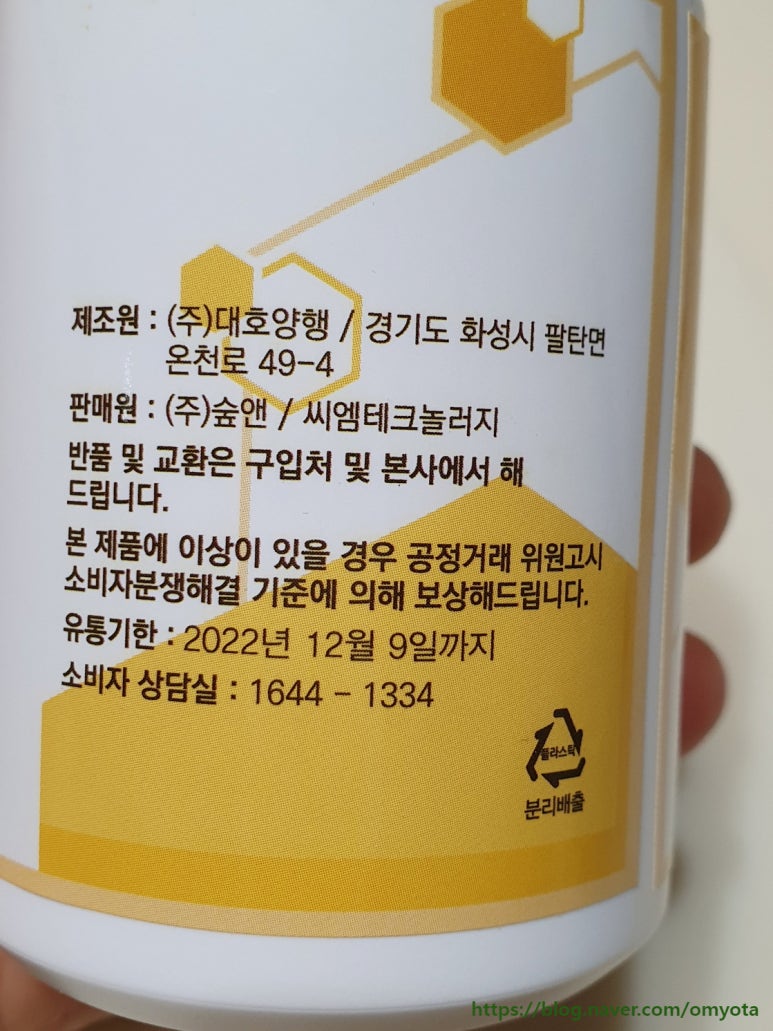 제조원 : (주)대호양행 / 경기도 화성시 팔탄면
온천로 49-4
판매원 : (주)숲앤 / 씨엠테크놀러지
반품 및 교환은 구입처 및 본사에서 해
드립니다.
본 제품에 이상이 있을 경우 공정거래 위원고시
소비자분쟁해결 기준에 의해 보상해드립니다.
유통기한 : 2022년 12월 9일까지
소비자 상담실 : 1644 - 1334
플라스틱
분리배출
https://blog.naver.com/omyota